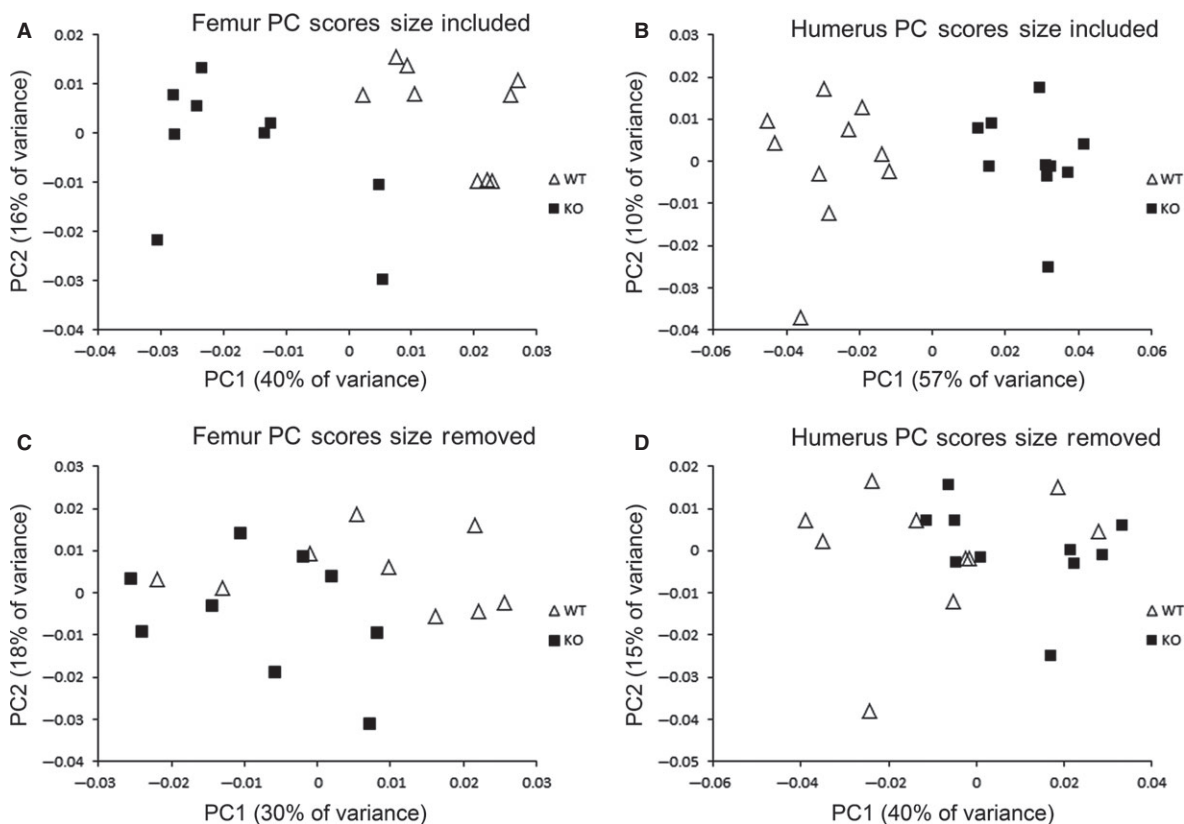 A
Femur PC scores size included
0.02
0.01
0
−0.01
−0.02
−0.03
−0.04
PC2 (16% of variance)
−0.04 −0.03 −0.02 −0.01 0 0.01 0.02 0.03
PC1 (40% of variance)
WT
KO
B
Humerus PC scores size included
0.03
0.02
0.01
0
−0.01
−0.02
−0.03
−0.04
PC2 (10% of variance)
−0.06 −0.04 −0.02 0 0.02 0.04 0.06
PC1 (57% of variance)
WT
KO
C
Femur PC scores size removed
0.03
0.02
0.01
0
−0.01
−0.02
−0.03
−0.04
PC2 (18% of variance)
−0.03 −0.02 −0.01 0 0.01 0.02 0.03
PC1 (30% of variance)
WT
KO
D
Humerus PC scores size removed
0.02
0.01
0
−0.01
−0.02
−0.03
−0.04
−0.05
PC2 (15% of variance)
−0.06 −0.04 −0.02 0 0.02 0.04
PC1 (40% of variance)
WT
KO